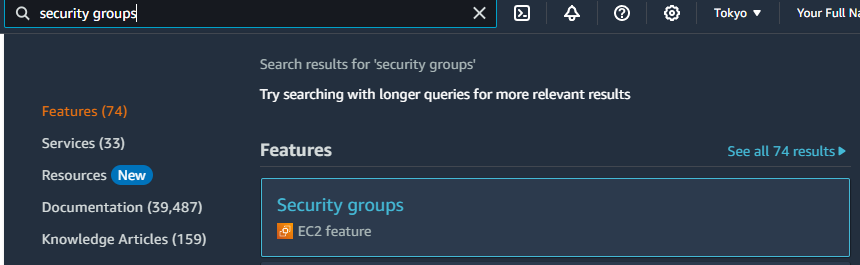 security groups
Tokyo ▼
Your Full Na
Search results for 'security groups'
Try searching with longer queries for more relevant results
Features (74)
Services (33)
Resources New
Documentation (39,487)
Knowledge Articles (159)
Features
See all 74 results ▶
Security groups
EC2 feature